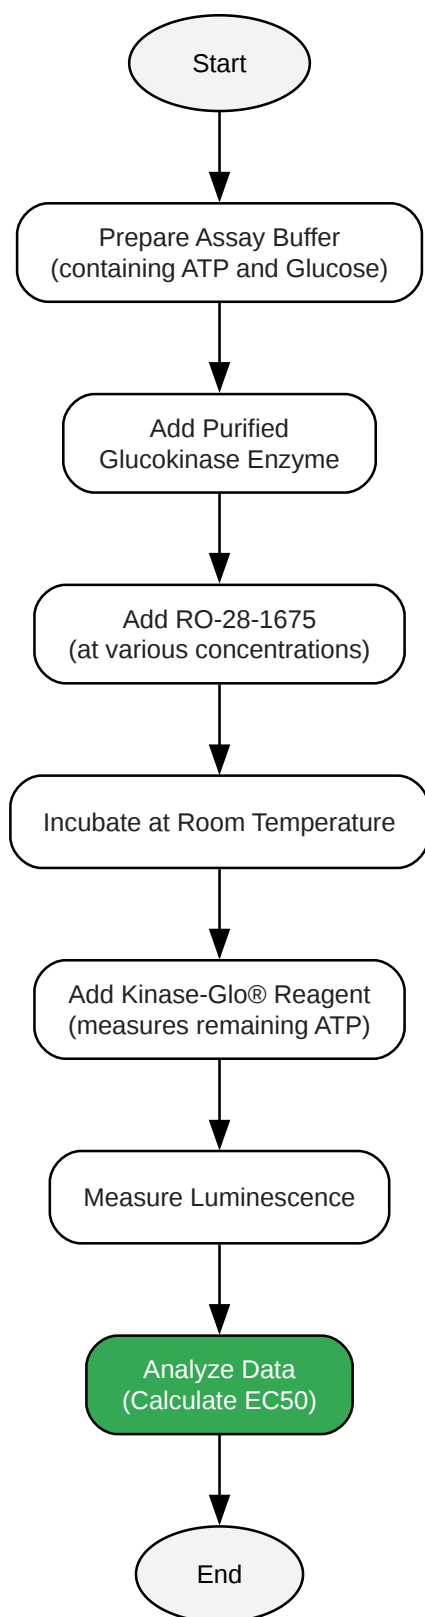 Start
Prepare Assay Buffer
(containing ATP and Glucose)
Add Purified
Glucokinase Enzyme
Add RO-28-1675
(at various concentrations)
Incubate at Room Temperature
Add Kinase-Glo® Reagent
(measures remaining ATP)
Measure Luminescence
Analyze Data
(Calculate EC50)
End